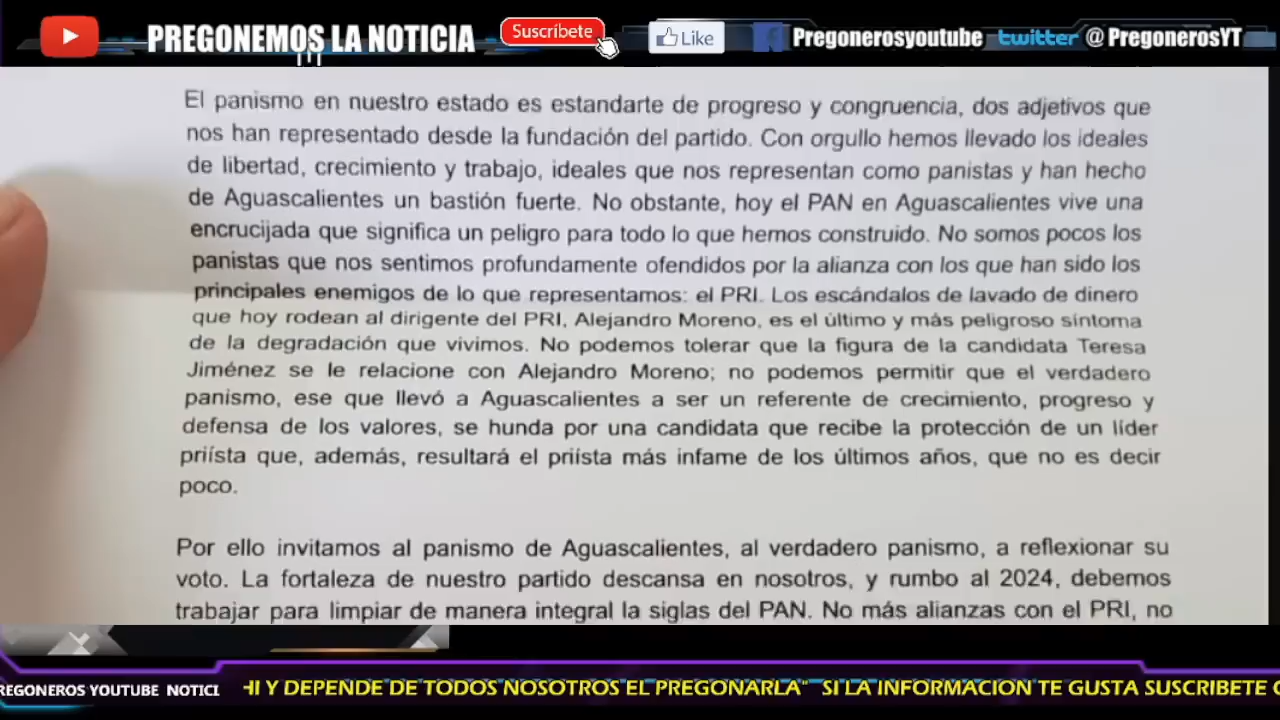 PREGONEMOS LA NOTICIA
Suscríbete
Like
Pregonerosyoutube
twitter @PregonerosYT
El panismo en nuestro estado es estandarte de progreso y congruencia, dos adjetivos que
nos han representado desde la fundación del partido. Con orgullo hemos llevado los ideales
de libertad, crecimiento y trabajo, ideales que nos representan como panistas y han hecho
de Aguascalientes un bastión fuerte. No obstante, hoy el PAN en Aguascalientes vive una
encrucijada que significa un peligro para todo lo que hemos construido. No somos pocos los
panistas que nos sentimos profundamente ofendidos por la alianza con los que han sido los
principales enemigos de lo que representamos: el PRI. Los escándalos de lavado de dinero
que hoy rodean al dirigente del PRI, Alejandro Moreno, es el último y más peligroso síntoma
de la degradación que vivimos. No podemos tolerar que la figura de la candidata Teresa
Jiménez se le relacione con Alejandro Moreno; no podemos permitir que el verdadero
panismo, ese que llevó a Aguascalientes a ser un referente de crecimiento, progreso y
defensa de los valores, se hunda por una candidata que recibe la protección de un líder
priísta que, además, resultará el priísta más infame de los últimos años, que no es decir
poco.
Por ello invitamos al panismo de Aguascalientes, al verdadero panismo, a reflexionar su
voto. La fortaleza de nuestro partido descansa en nosotros, y rumbo al 2024, debemos
trabajar para limpiar de manera integral la siglas del PAN. No más alianzas con el PRI, no
REGONEROS YOUTUBE NOTICI
HI Y DEPENDE DE TODOS NOSOTROS EL PREGONARLA" SI LA INFORMACION TE GUSTA SUSCRIBETE